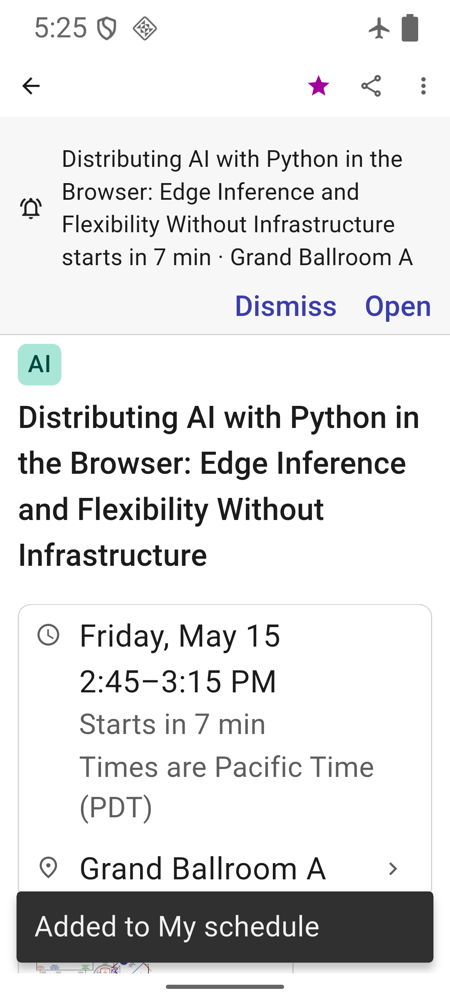 5:25
Distributing AI with Python in the
Browser: Edge Inference and
Flexibility Without Infrastructure
starts in 7 min · Grand Ballroom A
Dismiss Open
AI
Distributing AI with Python in
the Browser: Edge Inference
and Flexibility Without
Infrastructure
Friday, May 15
2:45–3:15 PM
Starts in 7 min
Times are Pacific Time
(PDT)
Grand Ballroom A
Added to My schedule